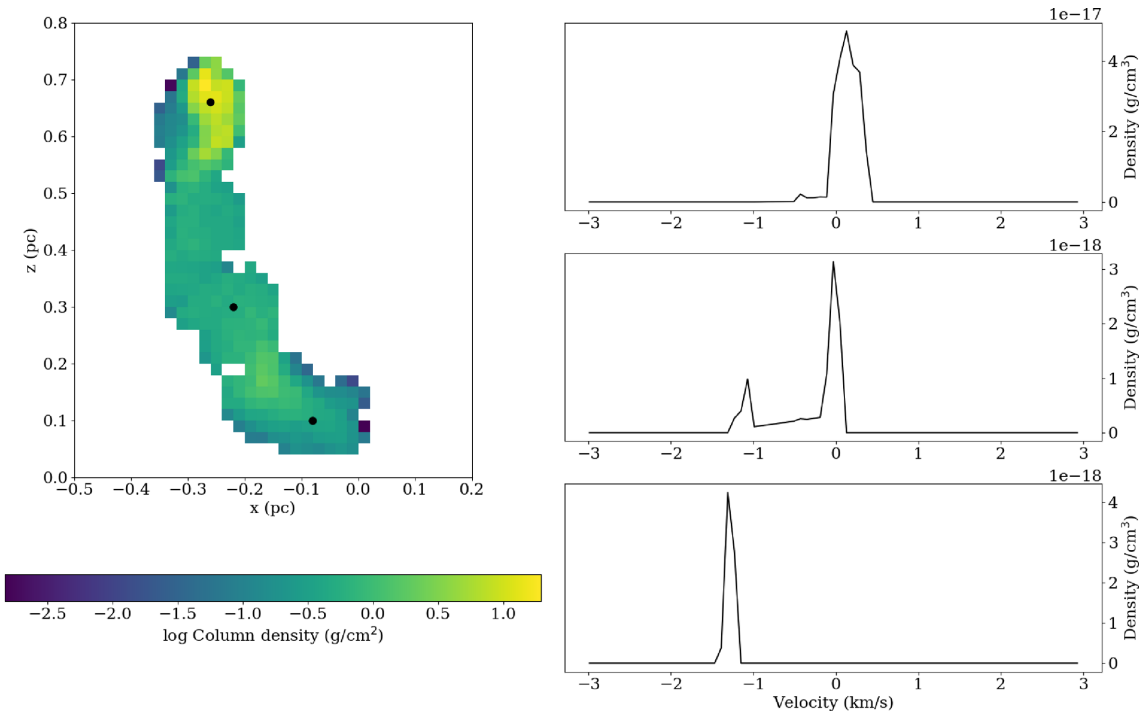 0.8
0.7
0.6
0.5
0.4
0.3
0.2
0.1
0.0
z (pc)
−0.5 −0.4 −0.3 −0.2 −0.1 0.0 0.1 0.2
x (pc)
−2.5 −2.0 −1.5 −1.0 −0.5 0.0 0.5 1.0
log Column density (g/cm²)
1e−17
4
2
0
Density (g/cm³)
−3 −2 −1 0 1 2 3
1e−18
3
2
1
0
Density (g/cm³)
−3 −2 −1 0 1 2 3
1e−18
4
3
2
1
0
Density (g/cm³)
−3 −2 −1 0 1 2 3
Velocity (km/s)